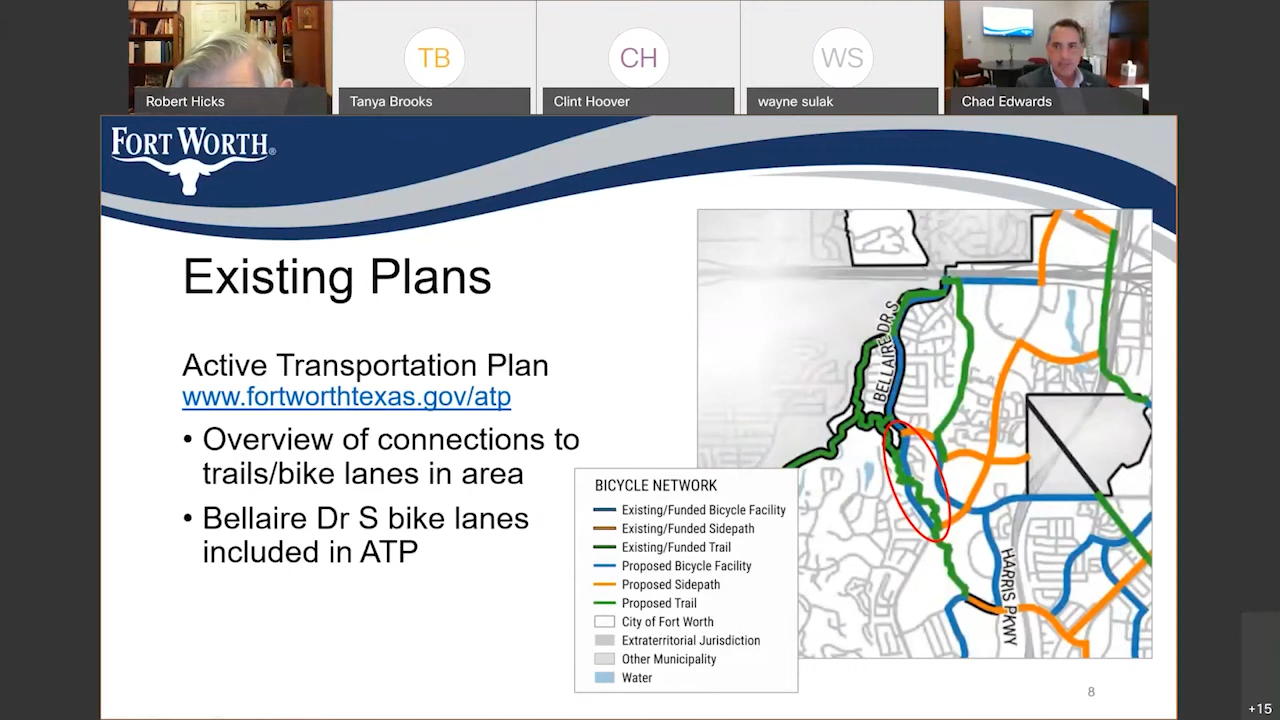 TB
CH
WS
Robert Hicks
Tanya Brooks
Clint Hoover
wayne sulak
Chad Edwards
FORT WORTH®
Existing Plans
Active Transportation Plan
www.fortworthtexas.gov/atp
• Overview of connections to
trails/bike lanes in area
• Bellaire Dr S bike lanes
included in ATP
BELLAIRE DR S
HARRIS PKWY
BICYCLE NETWORK
Existing/Funded Bicycle Facility
Existing/Funded Sidepath
Existing/Funded Trail
Proposed Bicycle Facility
Proposed Sidepath
Proposed Trail
City of Fort Worth
Extraterritorial Jurisdiction
Other Municipality
Water
8
+15